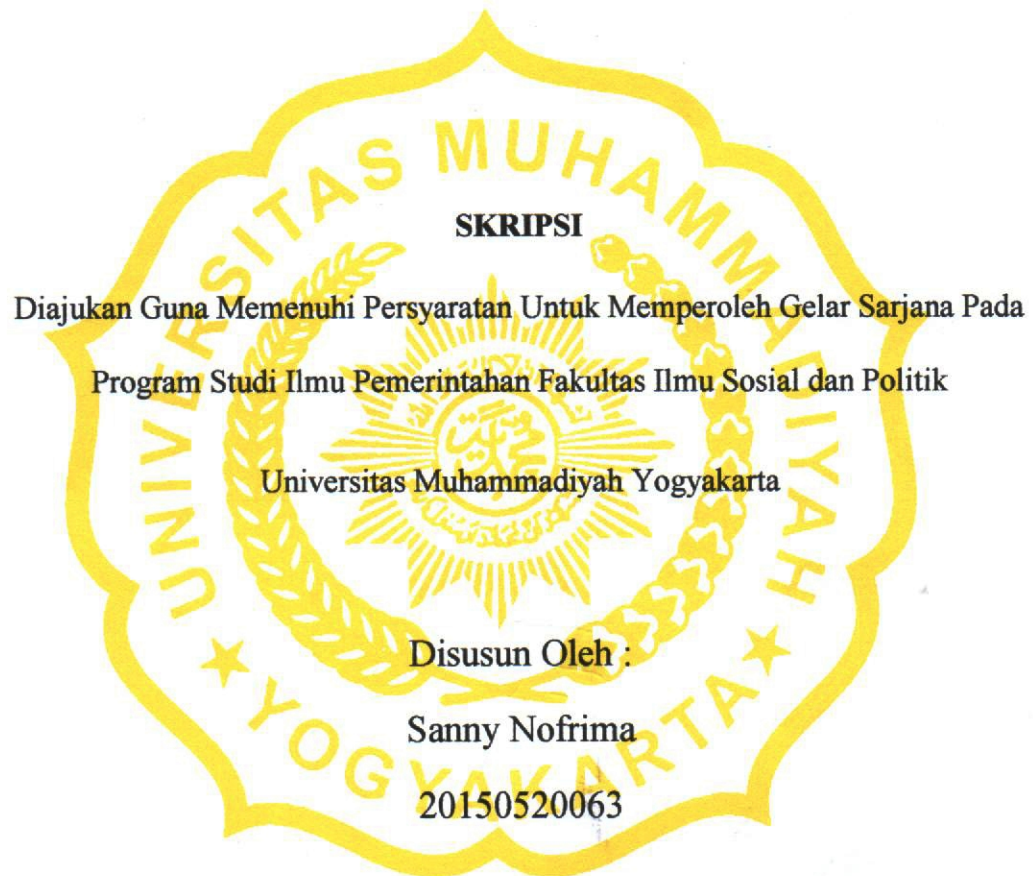 UNIVERSITAS MUHAMMADIYAH
SKRIPSI
Diajukan Guna Memenuhi Persyaratan Untuk Memperoleh Gelar Sarjana Pada
Program Studi Ilmu Pemerintahan Fakultas Ilmu Sosial dan Politik
Universitas Muhammadiyah Yogyakarta
Disusun Oleh :
Sanny Nofrima
20150520063
★ YOGYAKARTA ★